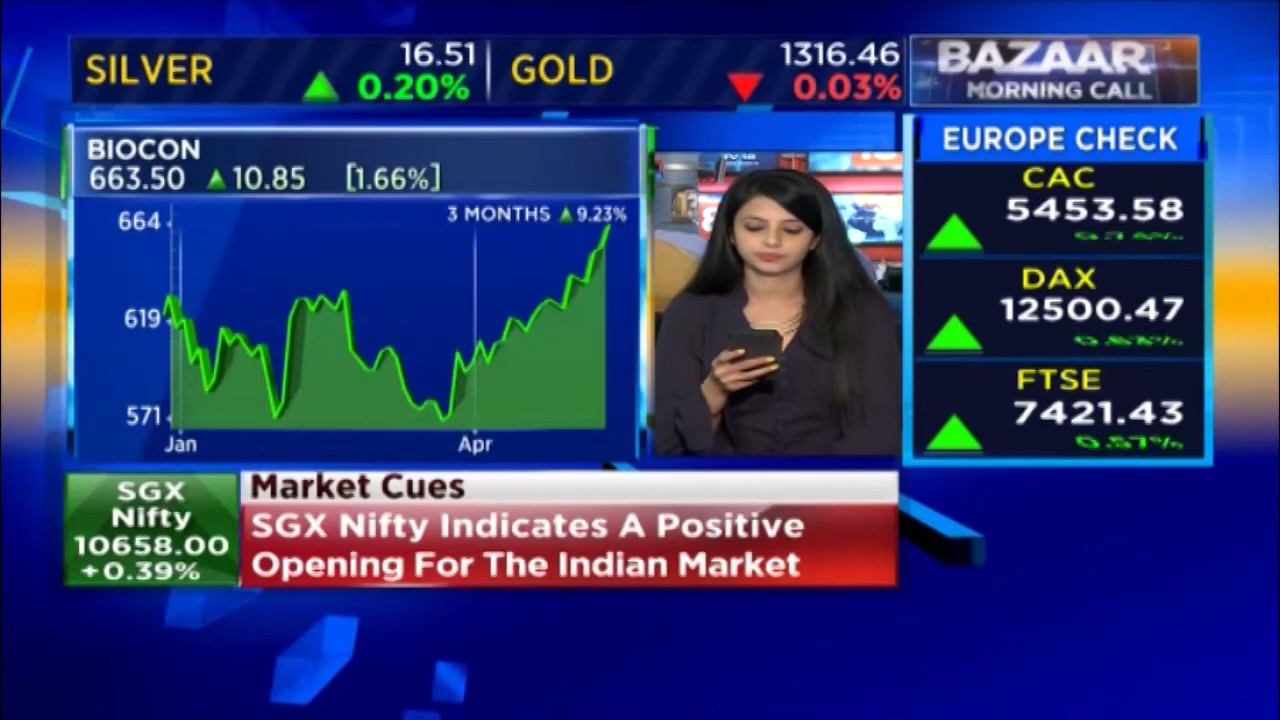 SILVER
16.51
0.20%
GOLD
1316.46
0.03%
BAZAAR
MORNING CALL
BIOCON
663.50 10.85 [1.66%]
3 MONTHS 9.23%
664
619
571
Jan
Apr
EUROPE CHECK
CAC
5453.58
DAX
12500.47
FTSE
7421.43
0.57%
SGX
Nifty
10658.00
+0.39%
Market Cues
SGX Nifty Indicates A Positive
Opening For The Indian Market